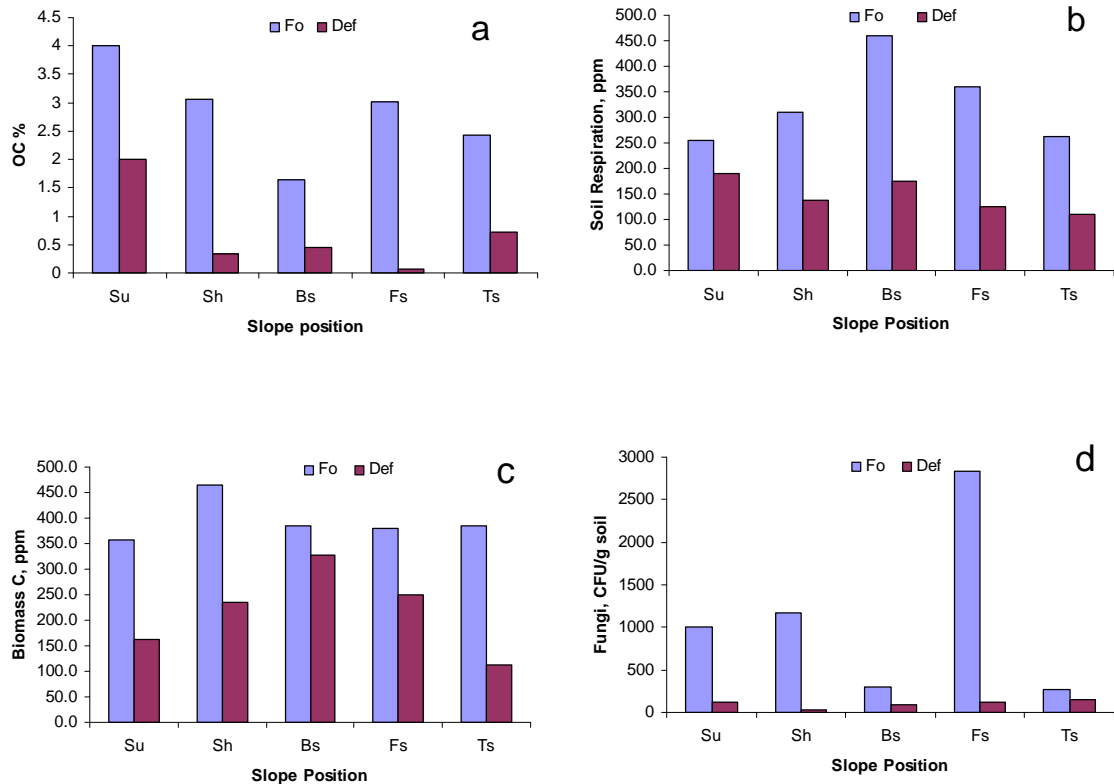 a
Fo Def
4.5
4
3.5
3
2.5
2
1.5
1
0.5
0
OC %
Su Sh Bs Fs Ts
Slope position
b
Fo Def
500.0
450.0
400.0
350.0
300.0
250.0
200.0
150.0
100.0
50.0
0.0
Soil Respiration, ppm
Su Sh Bs Fs Ts
Slope Position
c
Fo Def
500.0
450.0
400.0
350.0
300.0
250.0
200.0
150.0
100.0
50.0
0.0
Biomass C, ppm
Su Sh Bs Fs Ts
Slope Position
d
Fo Def
3000
2500
2000
1500
1000
500
0
Fungi, CFU/g soil
Su Sh Bs Fs Ts
Slope Position